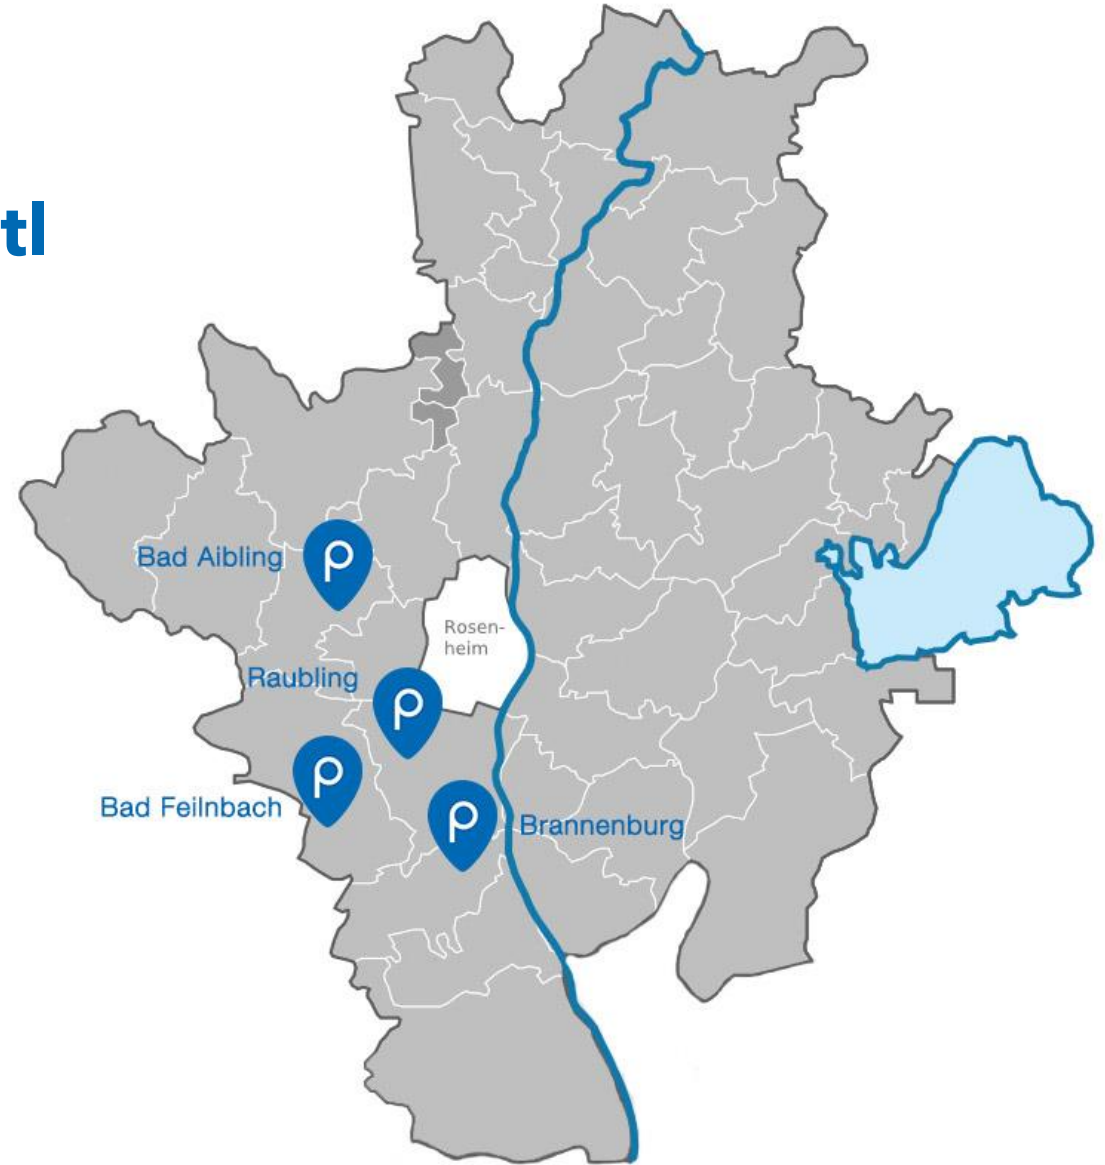 tl
Bad Aibling
Rosen-
heim
Raubling
Bad Feilnbach
Brannenburg